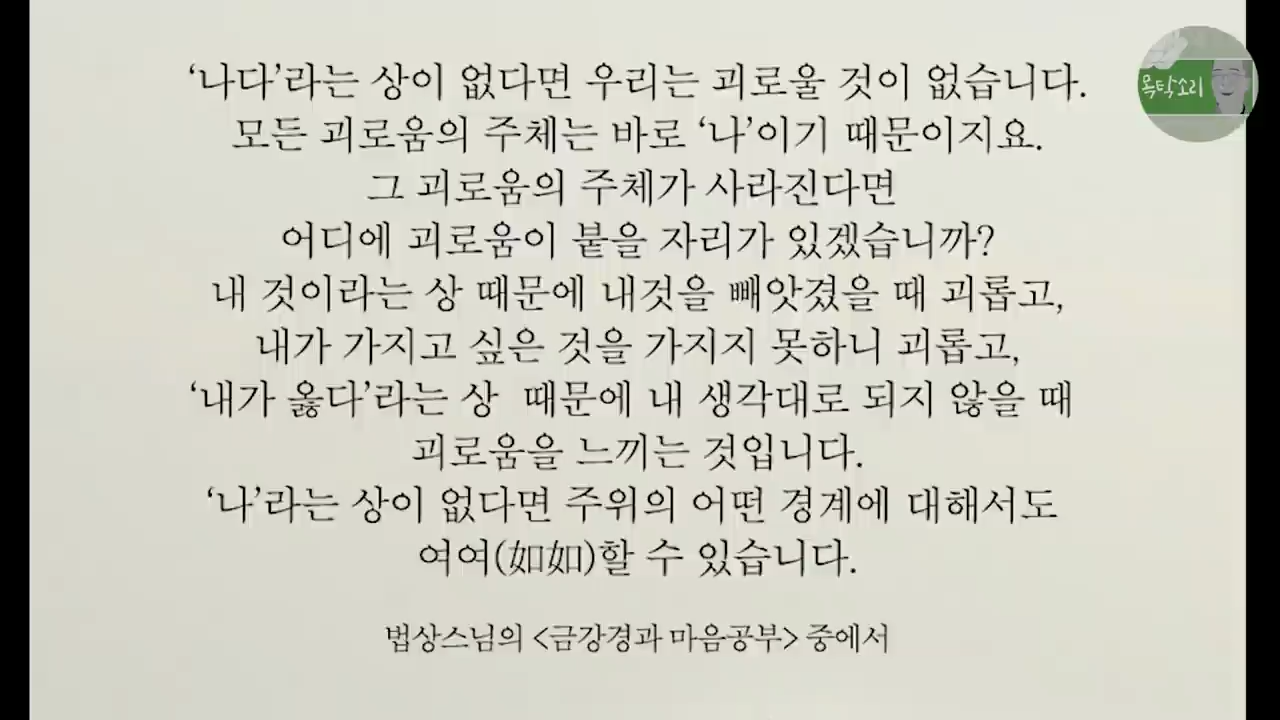 ‘나다’라는 상이 없다면 우리는 괴로울 것이 없습니다.
모든 괴로움의 주체는 바로 ‘나’이기 때문이지요.
그 괴로움의 주체가 사라진다면
어디에 괴로움이 붙을 자리가 있겠습니까?
내 것이라는 상 때문에 내것을 빼앗겼을 때 괴롭고,
내가 가지고 싶은 것을 가지지 못하니 괴롭고,
‘내가 옳다’라는 상 때문에 내 생각대로 되지 않을 때
괴로움을 느끼는 것입니다.
‘나’라는 상이 없다면 주위의 어떤 경계에 대해서도
여여(如如)할 수 있습니다.
법상스님의 <금강경과 마음공부> 중에서
목탁소리